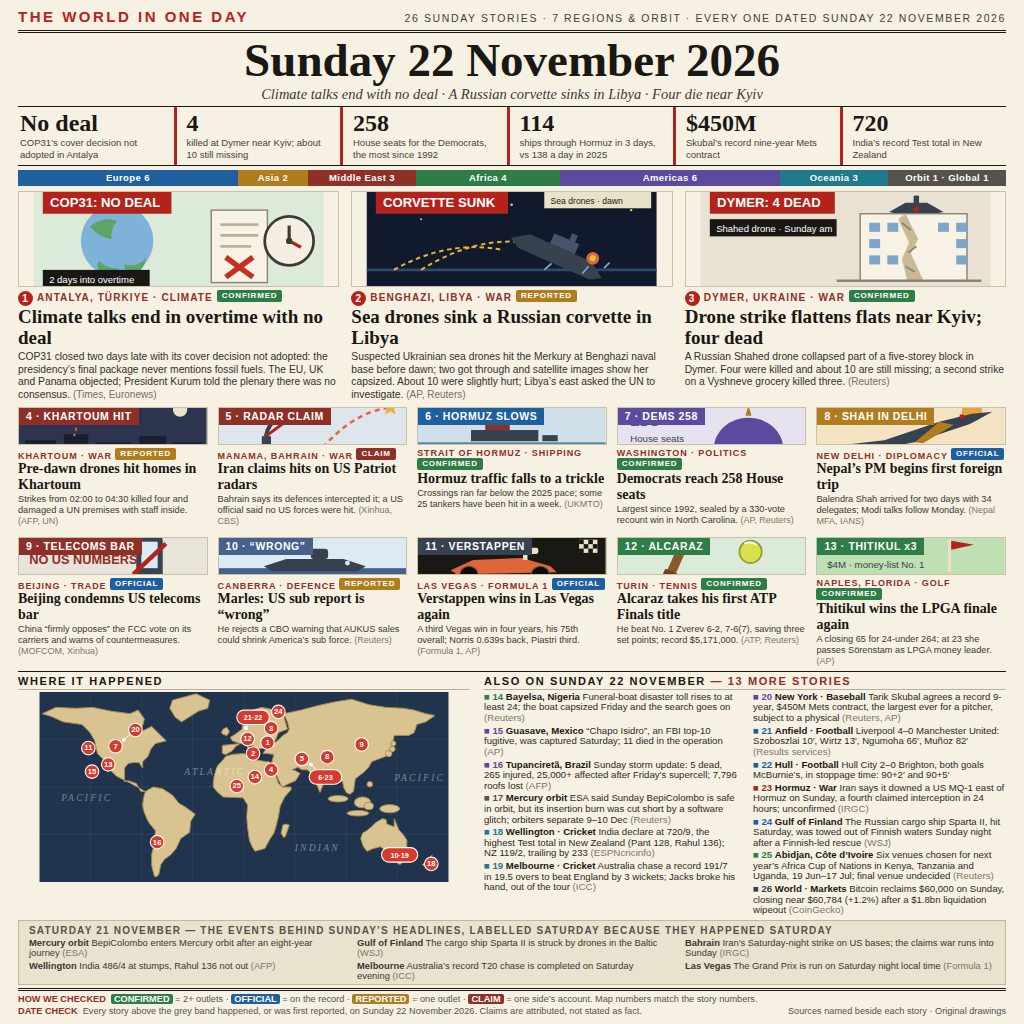 THE WORLD IN ONE DAY
26 SUNDAY STORIES · 7 REGIONS & ORBIT · EVERY ONE DATED SUNDAY 22 NOVEMBER 2026
Sunday 22 November 2026
Climate talks end with no deal · A Russian corvette sinks in Libya · Four die near Kyiv
No deal
COP31's cover decision not
adopted in Antalya
4
killed at Dymer near Kyiv; about
10 still missing
258
House seats for the Democrats,
the most since 1992
114
ships through Hormuz in 3 days,
vs 138 a day in 2025
$450M
Skubal's record nine-year Mets
contract
720
India's record Test total in New
Zealand
Europe 6
Asia 2
Middle East 3
Africa 4
Americas 6
Oceania 3
Orbit 1 · Global 1
COP31: NO DEAL
2 days into overtime
1 ANTALYA, TÜRKIYE · CLIMATE CONFIRMED
Climate talks end in overtime with no
deal
COP31 closed two days late with its cover decision not adopted: the
presidency's final package never mentions fossil fuels. The EU, UK
and Panama objected; President Kurum told the plenary there was no
consensus. (Times, Euronews)
CORVETTE SUNK
Sea drones · dawn
2 BENGHAZI, LIBYA · WAR REPORTED
Sea drones sink a Russian corvette in
Libya
Suspected Ukrainian sea drones hit the Merkury at Benghazi naval
base before dawn; two got through and satellite images show her
capsized. About 10 were slightly hurt; Libya's east asked the UN to
investigate. (AP, Reuters)
DYMER: 4 DEAD
Shahed drone · Sunday am
3 DYMER, UKRAINE · WAR CONFIRMED
Drone strike flattens flats near Kyiv;
four dead
A Russian Shahed drone collapsed part of a five-storey block in
Dymer. Four were killed and about 10 are still missing; a second strike
on a Vyshneve grocery killed three. (Reuters)
4 · KHARTOUM HIT
KHARTOUM · WAR REPORTED
Pre-dawn drones hit homes in
Khartoum
Strikes from 02:00 to 04:30 killed four and
damaged a UN premises with staff inside.
(AFP, UN)
5 · RADAR CLAIM
MANAMA, BAHRAIN · WAR CLAIM
Iran claims hits on US Patriot
radars
Bahrain says its defences intercepted it; a US
official said no US forces were hit. (Xinhua,
CBS)
6 · HORMUZ SLOWS
STRAIT OF HORMUZ · SHIPPING
CONFIRMED
Hormuz traffic falls to a trickle
Crossings ran far below the 2025 pace; some
25 tankers have been hit in a week. (UKMTO)
7 · DEMS 258
House seats
WASHINGTON · POLITICS
CONFIRMED
Democrats reach 258 House
seats
Largest since 1992, sealed by a 330-vote
recount win in North Carolina. (AP, Reuters)
8 · SHAH IN DELHI
NEW DELHI · DIPLOMACY OFFICIAL
Nepal's PM begins first foreign
trip
Balendra Shah arrived for two days with 34
delegates; Modi talks follow Monday. (Nepal
MFA, IANS)
9 · TELECOMS BAR
NO US NUMBERS
BEIJING · TRADE OFFICIAL
Beijing condemns US telecoms
bar
China “firmly opposes” the FCC vote on its
carriers and warns of countermeasures.
(MOFCOM, Xinhua)
10 · “WRONG”
CANBERRA · DEFENCE REPORTED
Marles: US sub report is
“wrong”
He rejects a CBO warning that AUKUS sales
could shrink America's sub force. (Reuters)
11 · VERSTAPPEN
LAS VEGAS · FORMULA 1 OFFICIAL
Verstappen wins in Las Vegas
again
A third Vegas win in four years, his 75th
overall; Norris 0.639s back, Piastri third.
(Formula 1, AP)
12 · ALCARAZ
TURIN · TENNIS CONFIRMED
Alcaraz takes his first ATP
Finals title
He beat No. 1 Zverev 6-2, 7-6(7), saving three
set points; record $5,171,000. (ATP, Reuters)
13 · THITIKUL x3
$4M · money-list No. 1
NAPLES, FLORIDA · GOLF
CONFIRMED
Thitikul wins the LPGA finale
again
A closing 65 for 24-under 264; at 23 she
passes Sörenstam as LPGA money leader.
(AP)
WHERE IT HAPPENED
24
21·22
20
3
12
1
11
7
2
9
5
8
13
15
4
14
6·23
25
ATLANTIC
PACIFIC
PACIFIC
INDIAN
16
10·19
18
ALSO ON SUNDAY 22 NOVEMBER — 13 MORE STORIES
■ 14 Bayelsa, Nigeria Funeral-boat disaster toll rises to at
least 24; the boat capsized Friday and the search goes on
(Reuters)
■ 15 Guasave, Mexico “Chapo Isidro”, an FBI top-10
fugitive, was captured Saturday; 11 died in the operation
(AP)
■ 16 Tupanciretã, Brazil Sunday storm update: 5 dead,
265 injured, 25,000+ affected after Friday's supercell; 7,796
roofs lost (AFP)
■ 17 Mercury orbit ESA said Sunday BepiColombo is safe
in orbit, but its insertion burn was cut short by a software
glitch; orbiters separate 9–10 Dec (Reuters)
■ 18 Wellington · Cricket India declare at 720/9, the
highest Test total in New Zealand (Pant 128, Rahul 136);
NZ 119/2, trailing by 233 (ESPNcricinfo)
■ 19 Melbourne · Cricket Australia chase a record 191/7
in 19.5 overs to beat England by 3 wickets; Jacks broke his
hand, out of the tour (ICC)
■ 20 New York · Baseball Tarik Skubal agrees a record 9-
year, $450M Mets contract, the largest ever for a pitcher,
subject to a physical (Reuters, AP)
■ 21 Anfield · Football Liverpool 4–0 Manchester United:
Szoboszlai 10′, Wirtz 13′, Ngumoha 66′, Muñoz 82′
(Results services)
■ 22 Hull · Football Hull City 2–0 Brighton, both goals
McBurnie's, in stoppage time: 90+2′ and 90+5′
■ 23 Hormuz · War Iran says it downed a US MQ-1 east of
Hormuz on Sunday, a fourth claimed interception in 24
hours; unconfirmed (IRGC)
■ 24 Gulf of Finland The Russian cargo ship Sparta II, hit
Saturday, was towed out of Finnish waters Sunday night
after a Finnish-led rescue (WSJ)
■ 25 Abidjan, Côte d'Ivoire Six venues chosen for next
year's Africa Cup of Nations in Kenya, Tanzania and
Uganda, 19 Jun–17 Jul; final venue undecided (Reuters)
■ 26 World · Markets Bitcoin reclaims $60,000 on Sunday,
closing near $60,784 (+1.2%) after a $1.8bn liquidation
wipeout (CoinGecko)
SATURDAY 21 NOVEMBER — THE EVENTS BEHIND SUNDAY'S HEADLINES, LABELLED SATURDAY BECAUSE THEY HAPPENED SATURDAY
Mercury orbit BepiColombo enters Mercury orbit after an eight-year
journey (ESA)
Gulf of Finland The cargo ship Sparta II is struck by drones in the Baltic
(WSJ)
Bahrain Iran's Saturday-night strike on US bases; the claim war runs into
Sunday (IRGC)
Wellington India 486/4 at stumps, Rahul 136 not out (AFP)
Melbourne Australia's record T20 chase is completed on Saturday
evening (ICC)
Las Vegas The Grand Prix is run on Saturday night local time (Formula 1)
HOW WE CHECKED CONFIRMED = 2+ outlets · OFFICIAL = on the record · REPORTED = one outlet · CLAIM = one side's account. Map numbers match the story numbers.
DATE CHECK Every story above the grey band happened, or was first reported, on Sunday 22 November 2026. Claims are attributed, not stated as fact.
Sources named beside each story · Original drawings